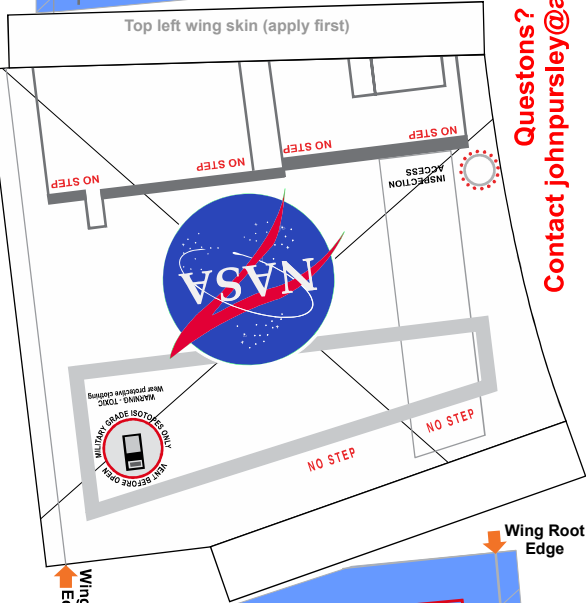 Top left wing skin (apply first)
Questons?
Contact johnpursley@a
NO STEP
NO STEP
NO STEP
NO STEP
INSPECTION
ACCESS
NASA
WARNING - TOXIC
Wear protective clothing
MILITARY GRADE ISOTOPES ONLY
VENT BEFORE OPEN
NO STEP
NO STEP
Wing Root
Edge
Wing